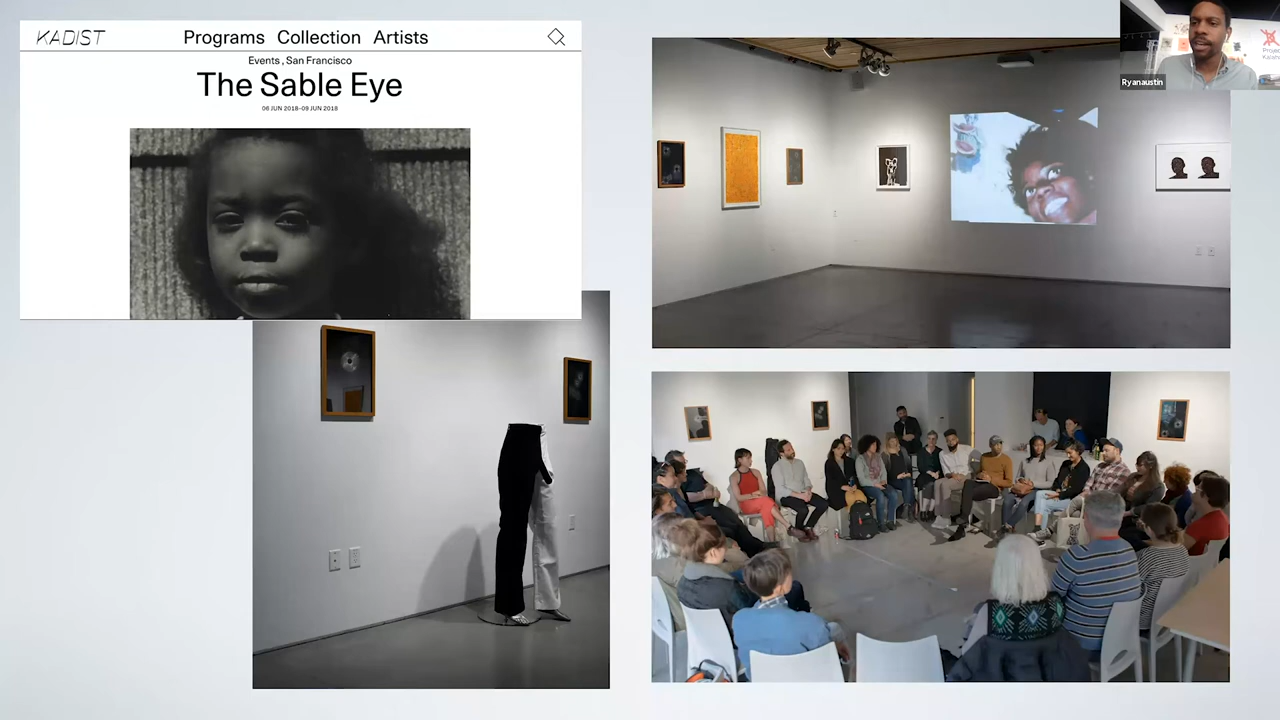 KADIST Programs Collection Artists
Events , San Francisco
The Sable Eye
06 JUN 2018-09 JUN 2018
Ryanaustin